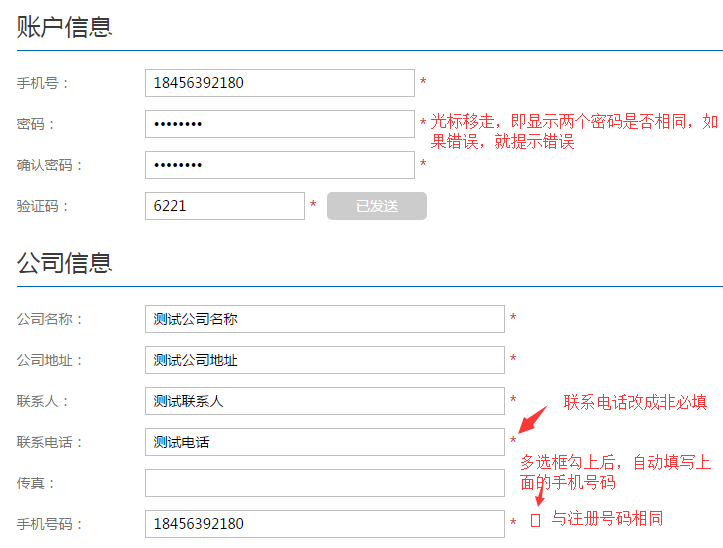 账户信息
手机号： 18456392180 *
密码： •••••••• * 光标移走，即显示两个密码是否相同，如
果错误，就提示错误
确认密码： •••••••• *
验证码： 6221 * 已发送
公司信息
公司名称： 测试公司名称 *
公司地址： 测试公司地址 *
联系人： 测试联系人 * 联系电话改成非必填
联系电话： 测试电话 *
多选框勾上后，自动填写上
面的手机号码
传真：
手机号码： 18456392180 * 与注册号码相同